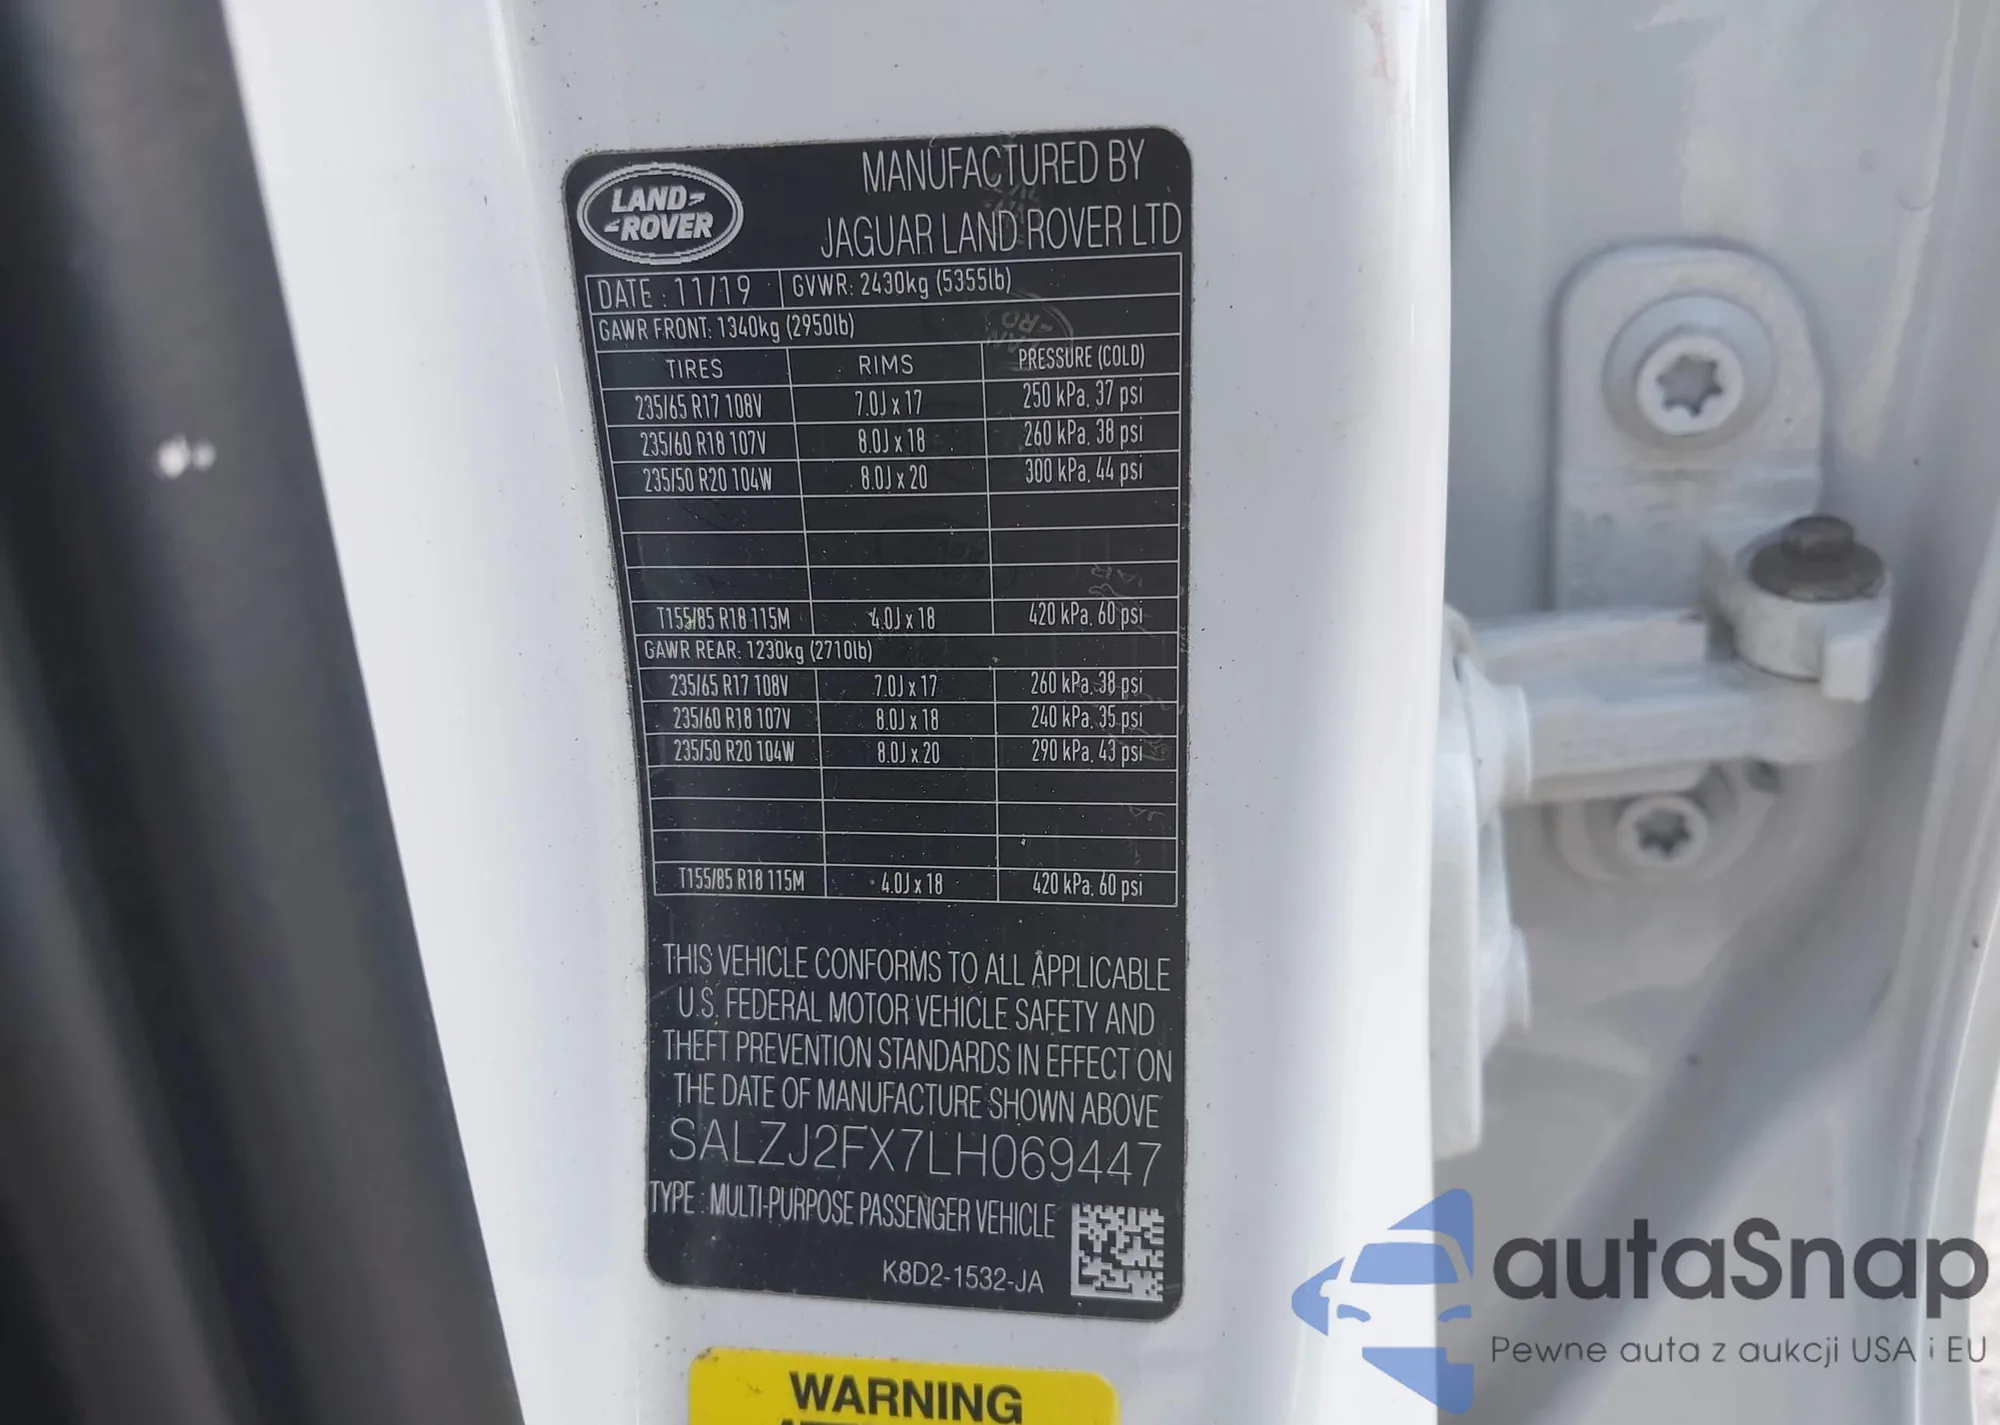 LAND-
-ROVER
MANUFACTURED BY
JAGUAR LAND ROVER LTD
DATE : 11/19 GVWR: 2430kg (5355lb)
GAWR FRONT: 1340kg (2950lb)
TIRES RIMS PRESSURE (COLD)
235/65 R17 108V 7.0J x 17 250 kPa, 37 psi
235/60 R18 107V 8.0J x 18 260 kPa, 38 psi
235/50 R20 104W 8.0J x 20 300 kPa, 44 psi
T155/85 R18 115M 4.0J x 18 420 kPa, 60 psi
GAWR REAR: 1230kg (2710lb)
235/65 R17 108V 7.0J x 17 260 kPa, 38 psi
235/60 R18 107V 8.0J x 18 240 kPa, 35 psi
235/50 R20 104W 8.0J x 20 290 kPa, 43 psi
T155/85 R18 115M 4.0J x 18 420 kPa, 60 psi
THIS VEHICLE CONFORMS TO ALL APPLICABLE
U.S. FEDERAL MOTOR VEHICLE SAFETY AND
THEFT PREVENTION STANDARDS IN EFFECT ON
THE DATE OF MANUFACTURE SHOWN ABOVE
SALZJ2FX7LH069447
TYPE : MULTI-PURPOSE PASSENGER VEHICLE
K8D2-1532-JA
WARNING
autaSnap
Pewne auta z aukcji USA i EU